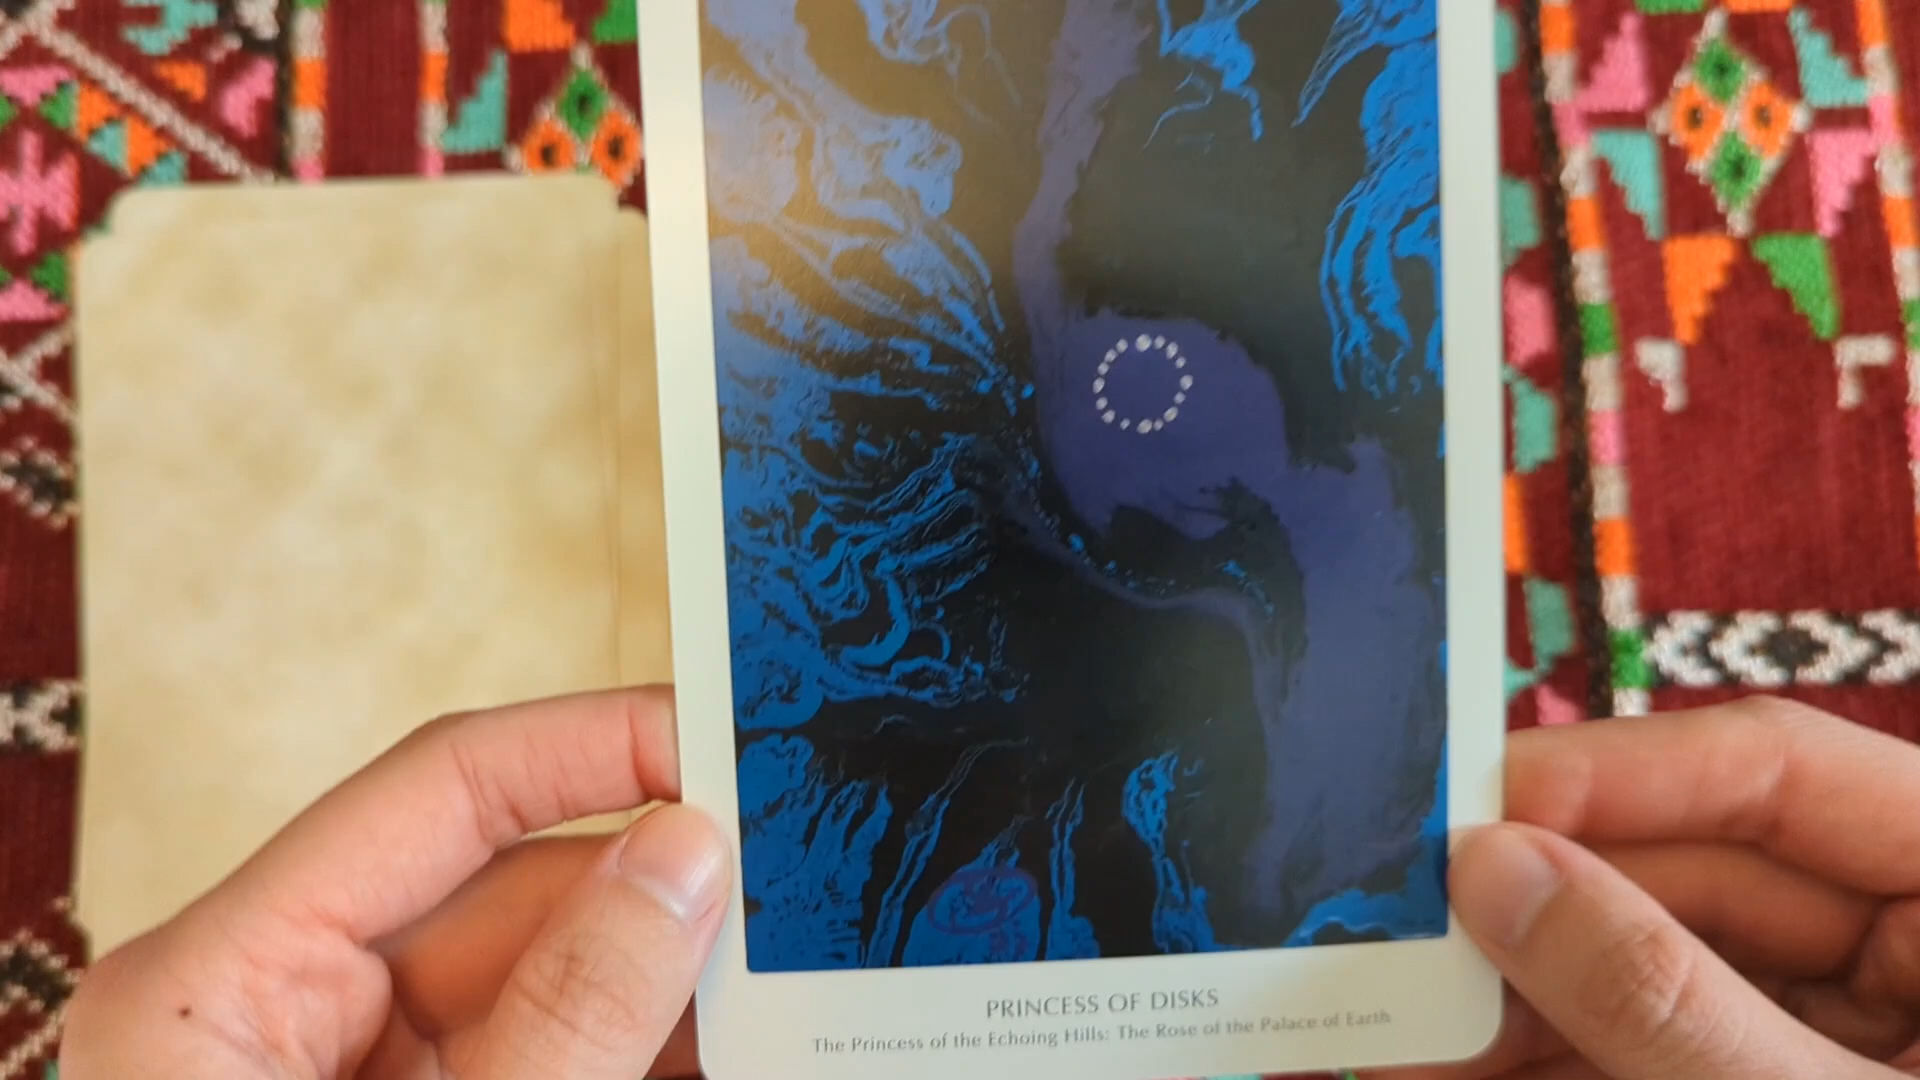 PRINCESS OF DISKS
The Princess of the Echoing Hills: The Rose of the Palace of Earth